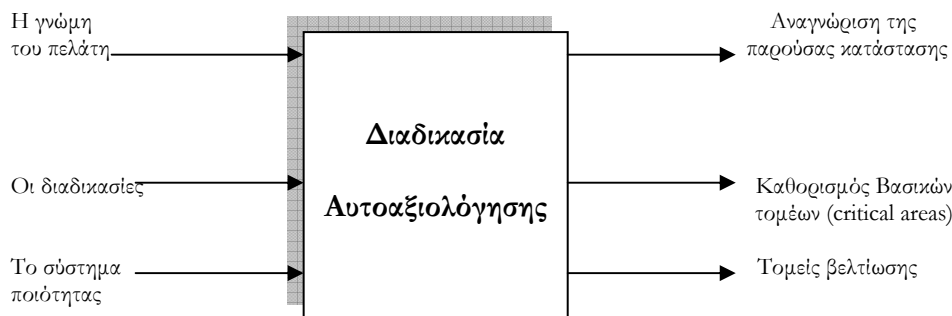 Η γνώμη
του πελάτη
Οι διαδικασίες
Το σύστημα
ποιότητας
Διαδικασία
Αυτοαξιολόγησης
Αναγνώριση της
παρούσας κατάστασης
Καθορισμός Βασικών
τομέων (critical areas)
Τομείς βελτίωσης